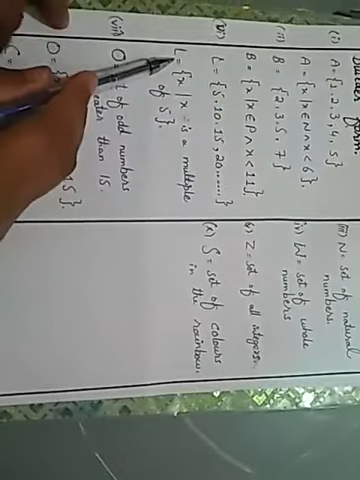 Builder form.
(i) A = {1, 2, 3, 4, 5}
A = {x | x ∈ N ∧ x < 6}.
(ii) B = {2, 3, 5, 7}
B = {x | x ∈ P ∧ x < 11}.
(vi) L = {5, 10, 15, 20......}
L = {x | x is a multiple
of 5}.
(viii) O = of odd numbers
than 15.
O = {
15}.
(iii) N = set of natural
numbers.
iv) W = set of whole
numbers
v) Z = set of all integers.
(x) S = set of colours
in the rainbow.